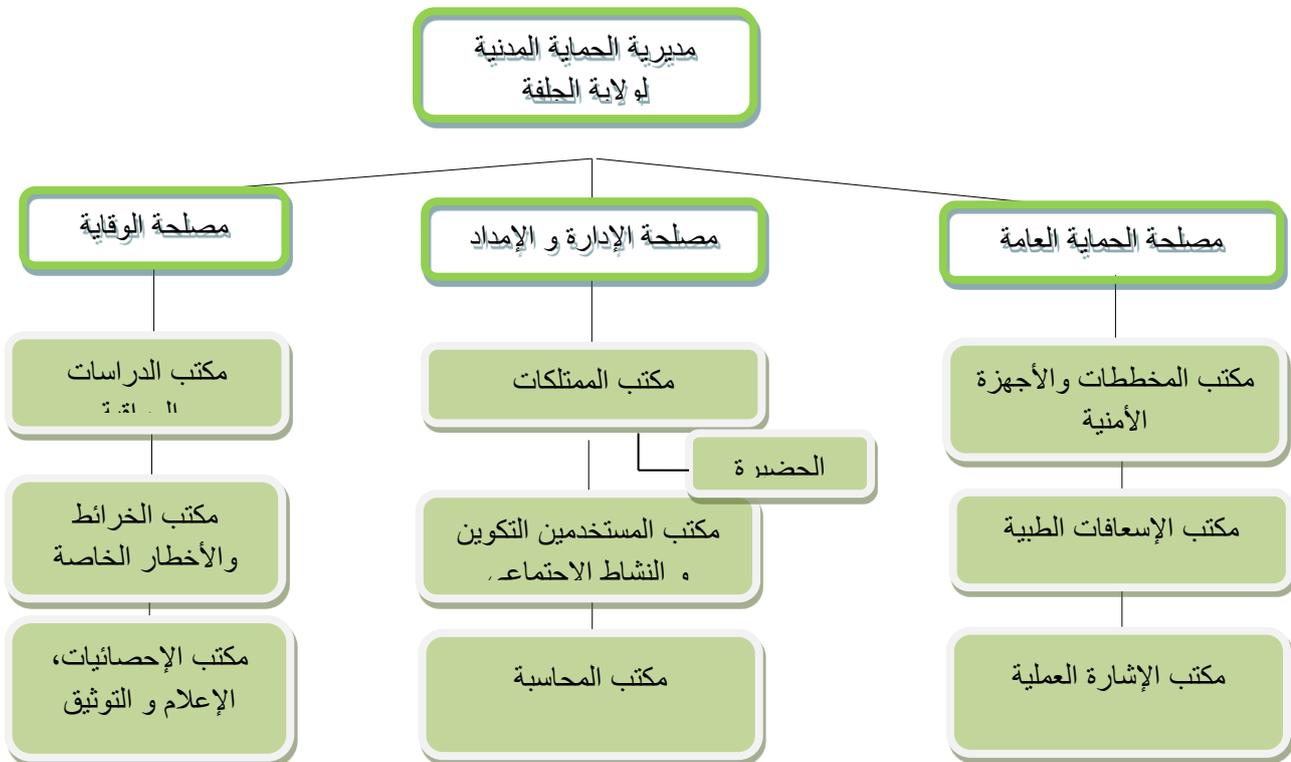 مديرية الحماية المدنية
لولاية الجلفة
مصلحة الحماية العامة
مصلحة الإدارة و الإمداد
مصلحة الوقاية
مكتب المخططات والأجهزة
الأمنية
مكتب الإسعافات الطبية
مكتب الإشارة العملية
مكتب الممتلكات
الحضيرة
مكتب المستخدمين التكوين
و النشاط الاجتماعي
مكتب المحاسبة
مكتب الدراسات
مكتب الخرائط
والأخطار الخاصة
مكتب الإحصائيات،
الإعلام و التوثيق